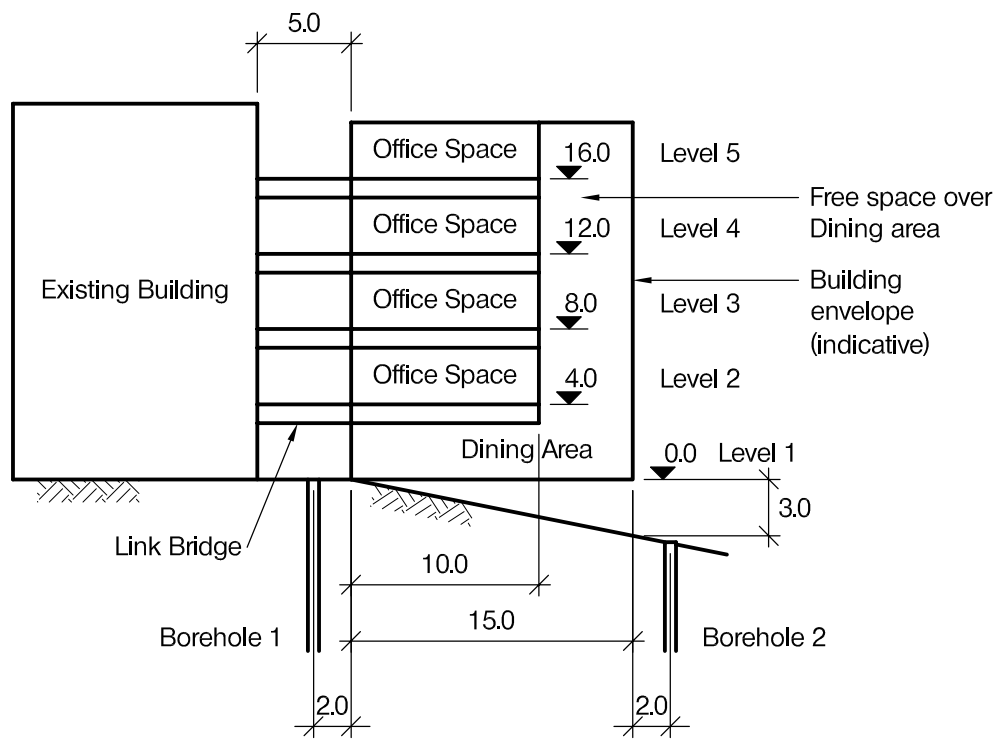 5.0
Office Space
16.0
Level 5
Free space over
Dining area
Office Space
12.0
Level 4
Existing Building
Building
envelope
(indicative)
Office Space
8.0
Level 3
Office Space
4.0
Level 2
Dining Area
0.0
Level 1
3.0
Link Bridge
10.0
15.0
Borehole 1
Borehole 2
2.0
2.0